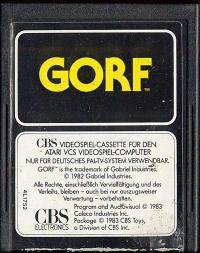 GORF™
CBS VIDEOSPIEL-CASSETTE FÜR DEN
ATARI VCS VIDEOSPIEL-COMPUTER
NUR FÜR DEUTSCHES PAL-TV-SYSTEM VERWENDBAR.
GORF™ is the trademark of Gabriel Industries.
© 1982 Gabriel Industries.
Alle Rechte, einschließlich Vervielfältigung und des
Verleihs, bleiben – auch bei nur auszugsweiser
Verwertung – vorbehalten.
Program and Audiovisual © 1983
Coleco Industries Inc.
Package © 1983 CBS Toys,
a Division of CBS Inc.
CBS
ELECTRONICS
4L1753